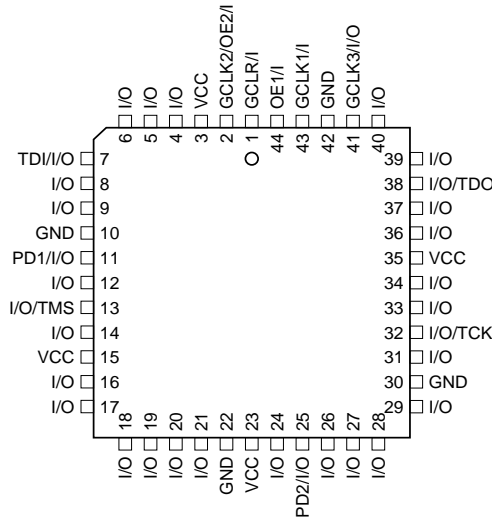 I/O
I/O
I/O
VCC
GCLK2/OE2/I
GCLR/I
OE1/I
GCLK1/I
GND
GCLK3/I/O
I/O
6
5
4
3
2
1
44
43
42
41
40
TDI/I/O 7
I/O 8
I/O 9
GND 10
PD1/I/O 11
I/O 12
I/O/TMS 13
I/O 14
VCC 15
I/O 16
I/O 17
39 I/O
38 I/O/TDO
37 I/O
36 I/O
35 VCC
34 I/O
33 I/O
32 I/O/TCK
31 I/O
30 GND
29 I/O
18
19
20
21
22
23
24
25
26
27
28
I/O
I/O
I/O
I/O
GND
VCC
I/O
PD2/I/O
I/O
I/O
I/O